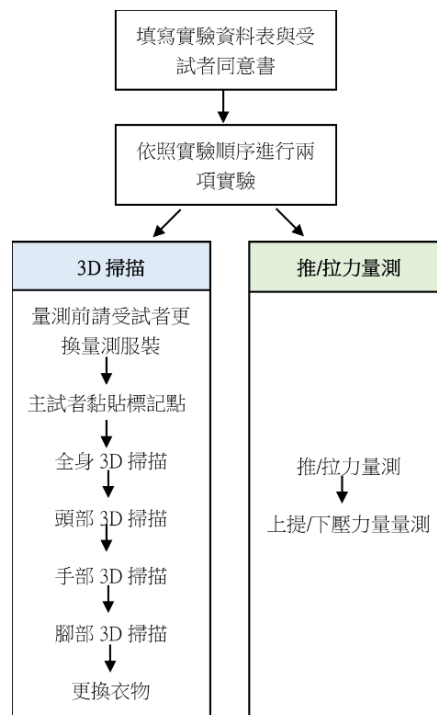 填寫實驗資料表與受
試者同意書
依照實驗順序進行兩
項實驗
3D 掃描
量測前請受試者更
換量測服裝
主試者黏貼標記點
全身 3D 掃描
頭部 3D 掃描
手部 3D 掃描
腳部 3D 掃描
更換衣物
推/拉力量測
推/拉力量測
上提/下壓力量量測